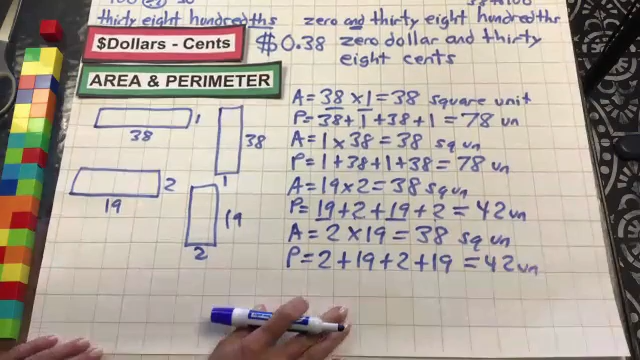 thirty eight hundredths zero and thirty eight hundredths
$Dollars - Cents $0.38 zero dollar and thirty
eight cents
AREA & PERIMETER
A = 38 x 1 = 38 square unit
P = 38 + 1 + 38 + 1 = 78 un
A = 1 x 38 = 38 sq un
P = 1 + 38 + 1 + 38 = 78 un
A = 19 x 2 = 38 sq un
P = 19 + 2 + 19 + 2 = 42 un
A = 2 x 19 = 38 sq un
P = 2 + 19 + 2 + 19 = 42 un
1
38
38
1
2
19
19
2